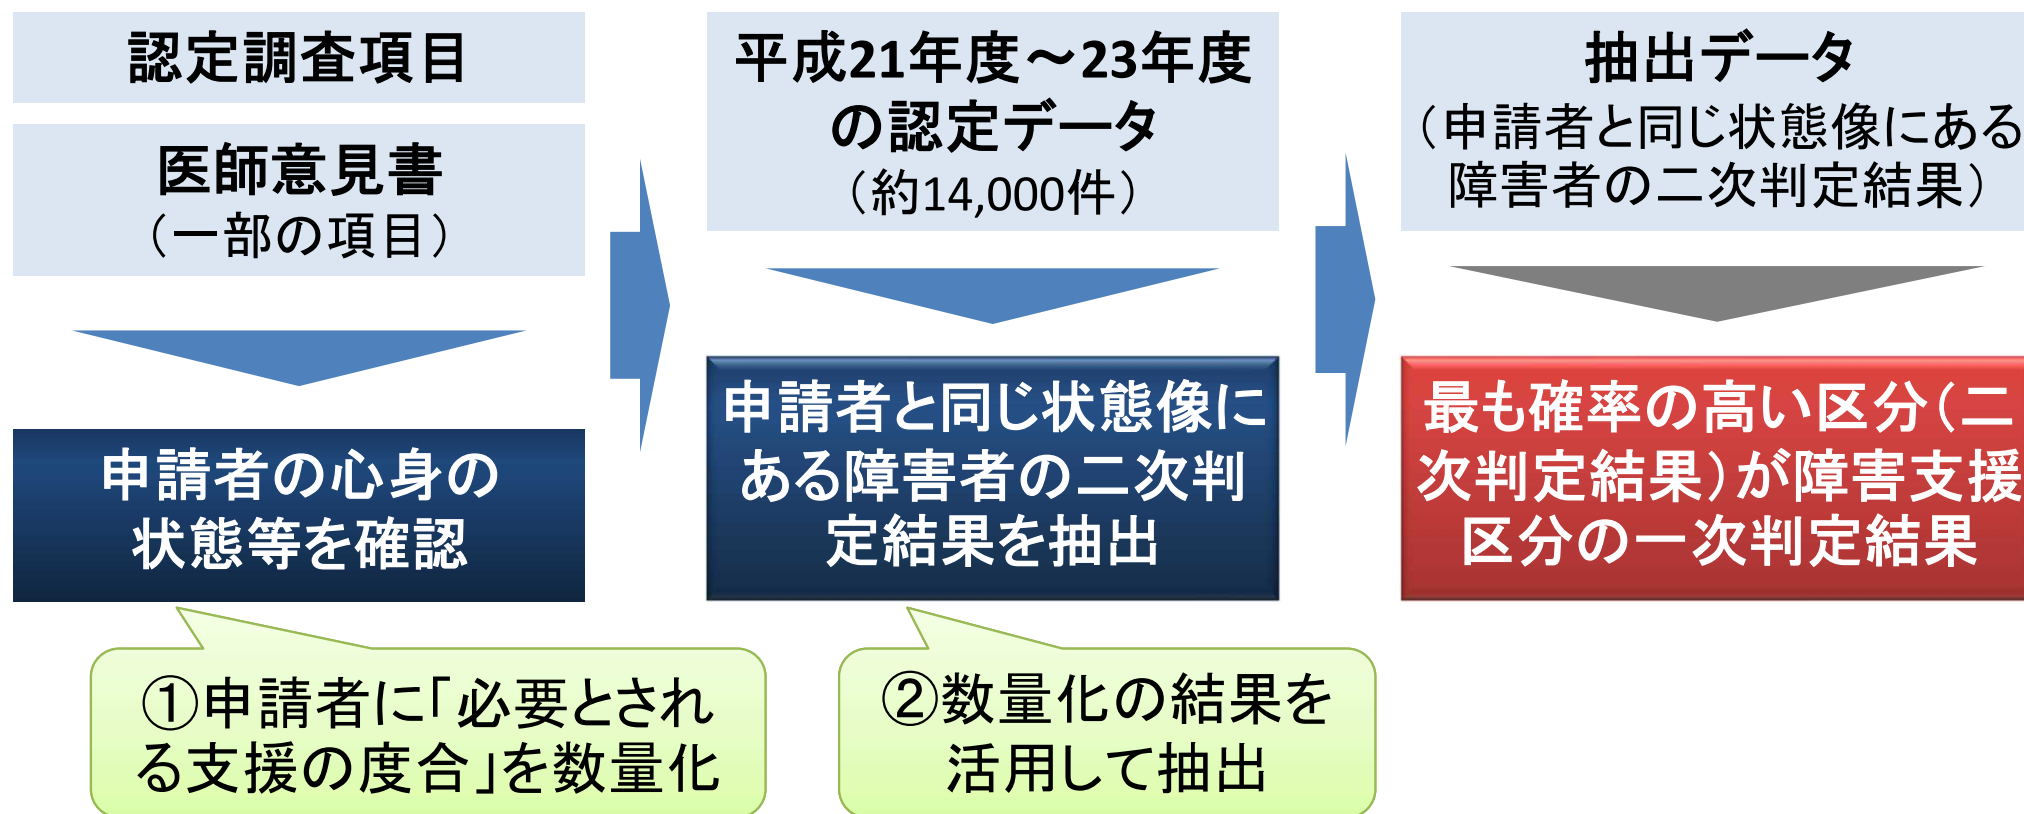 認定調査項目
医師意見書
（一部の項目）
申請者の心身の
状態等を確認
①申請者に「必要とされ
る支援の度合」を数量化
平成21年度～23年度
の認定データ
（約14,000件）
申請者と同じ状態像に
ある障害者の二次判
定結果を抽出
②数量化の結果を
活用して抽出
抽出データ
（申請者と同じ状態像にある
障害者の二次判定結果）
最も確率の高い区分（二
次判定結果）が障害支援
区分の一次判定結果